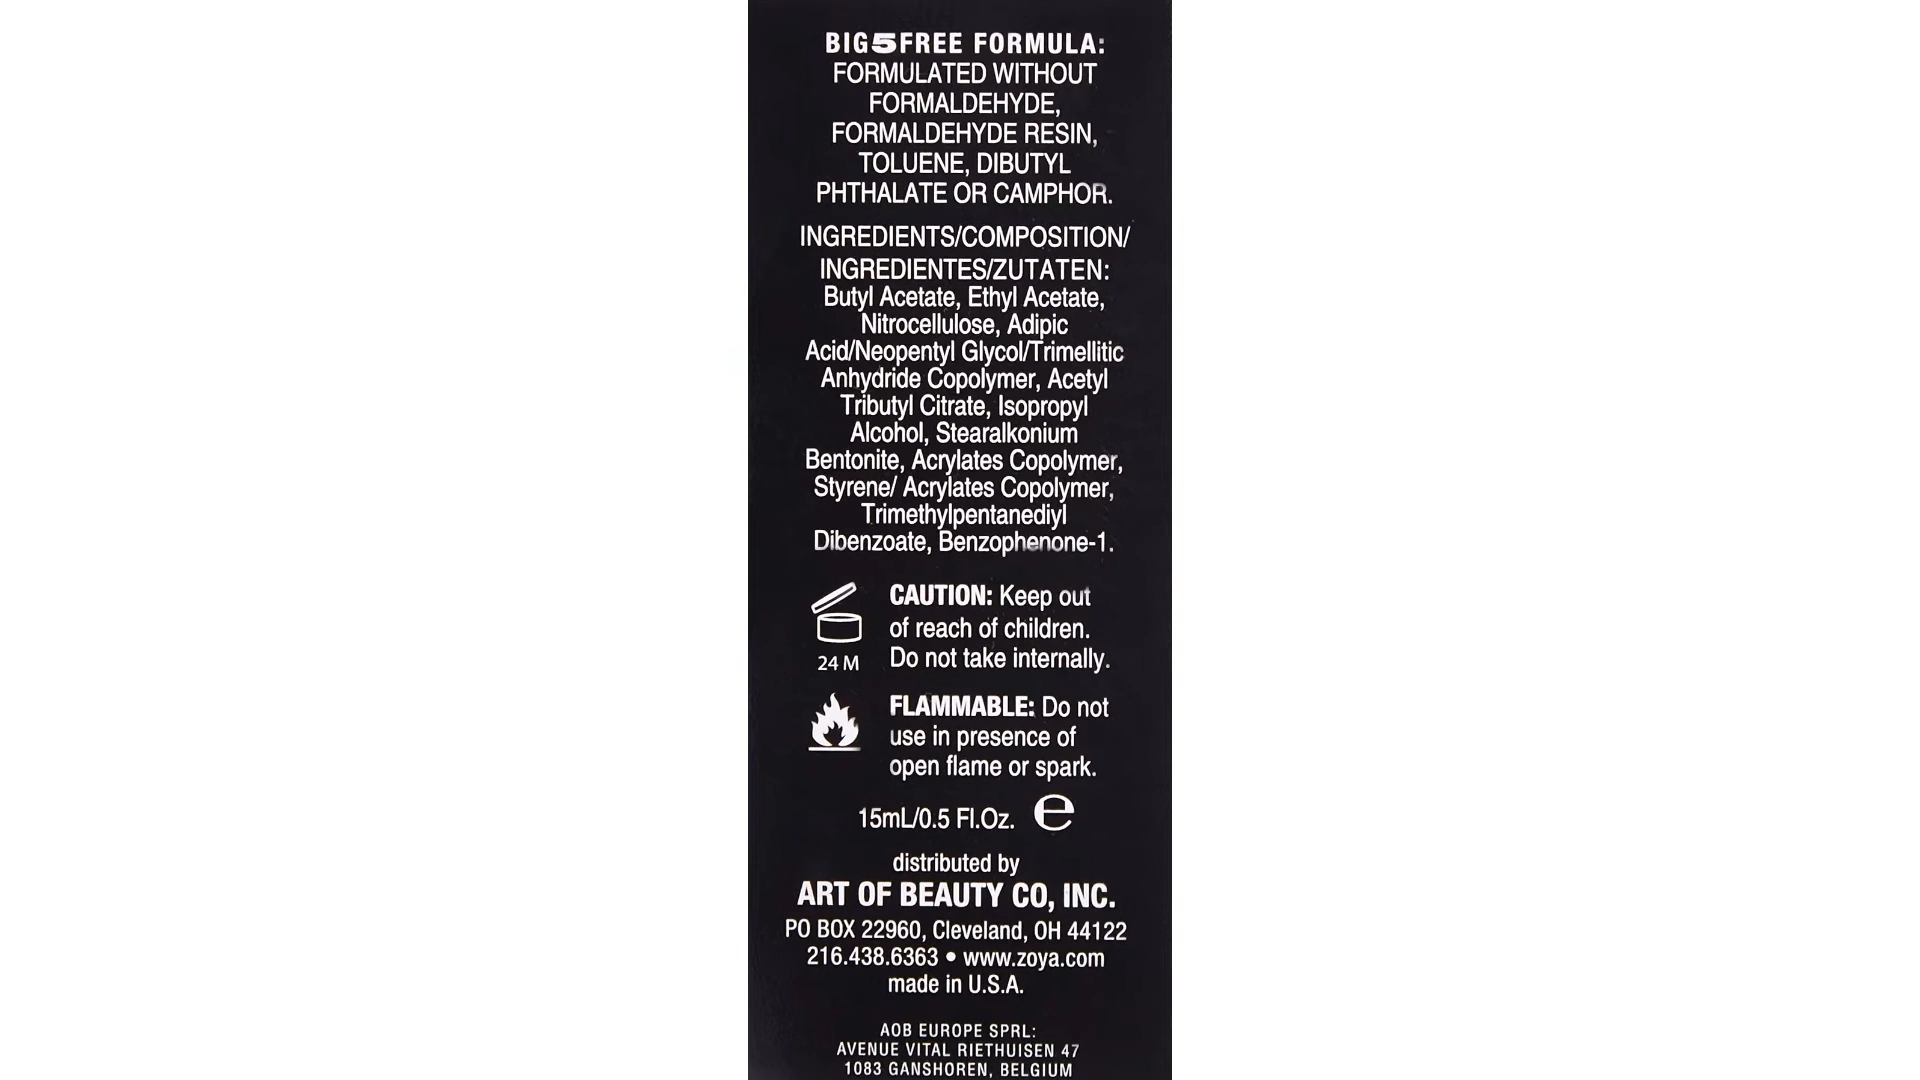 BIG5FREE FORMULA:
FORMULATED WITHOUT
FORMALDEHYDE,
FORMALDEHYDE RESIN,
TOLUENE, DIBUTYL
PHTHALATE OR CAMPHOR.
INGREDIENTS/COMPOSITION/
INGREDIENTES/ZUTATEN:
Butyl Acetate, Ethyl Acetate,
Nitrocellulose, Adipic
Acid/Neopentyl Glycol/Trimellitic
Anhydride Copolymer, Acetyl
Tributyl Citrate, Isopropyl
Alcohol, Stearalkonium
Bentonite, Acrylates Copolymer,
Styrene/ Acrylates Copolymer,
Trimethylpentanediyl
Dibenzoate, Benzophenone-1.
CAUTION: Keep out
of reach of children.
Do not take internally.
24 M
FLAMMABLE: Do not
use in presence of
open flame or spark.
15mL/0.5 Fl.Oz. e
distributed by
ART OF BEAUTY CO, INC.
PO BOX 22960, Cleveland, OH 44122
216.438.6363 • www.zoya.com
made in U.S.A.
AOB EUROPE SPRL:
AVENUE VITAL RIETHUISEN 47
1083 GANSHOREN, BELGIUM